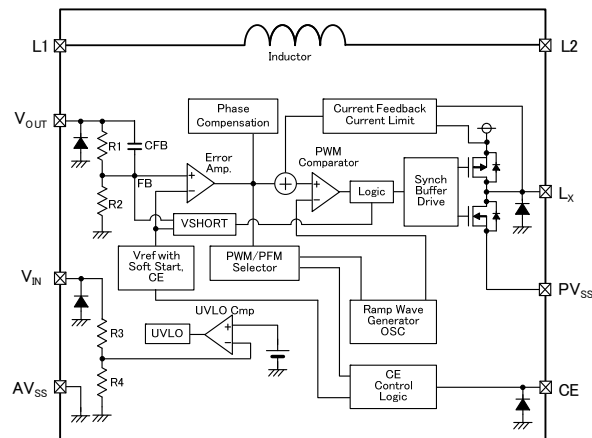 L1
L2
Inductor
VOUT
R1
CFB
R2
FB
Phase
Compensation
Error
Amp.
+
−
Current Feedback
Current Limit
PWM
Comparator
+
+
−
Logic
Synch
Buffer
Drive
LX
VSHORT
Vref with
Soft Start,
CE
PWM/PFM
Selector
VIN
PVSS
Ramp Wave
Generator
OSC
R3
UVLO Cmp
UVLO
+
−
R4
AVSS
CE
Control
Logic
CE